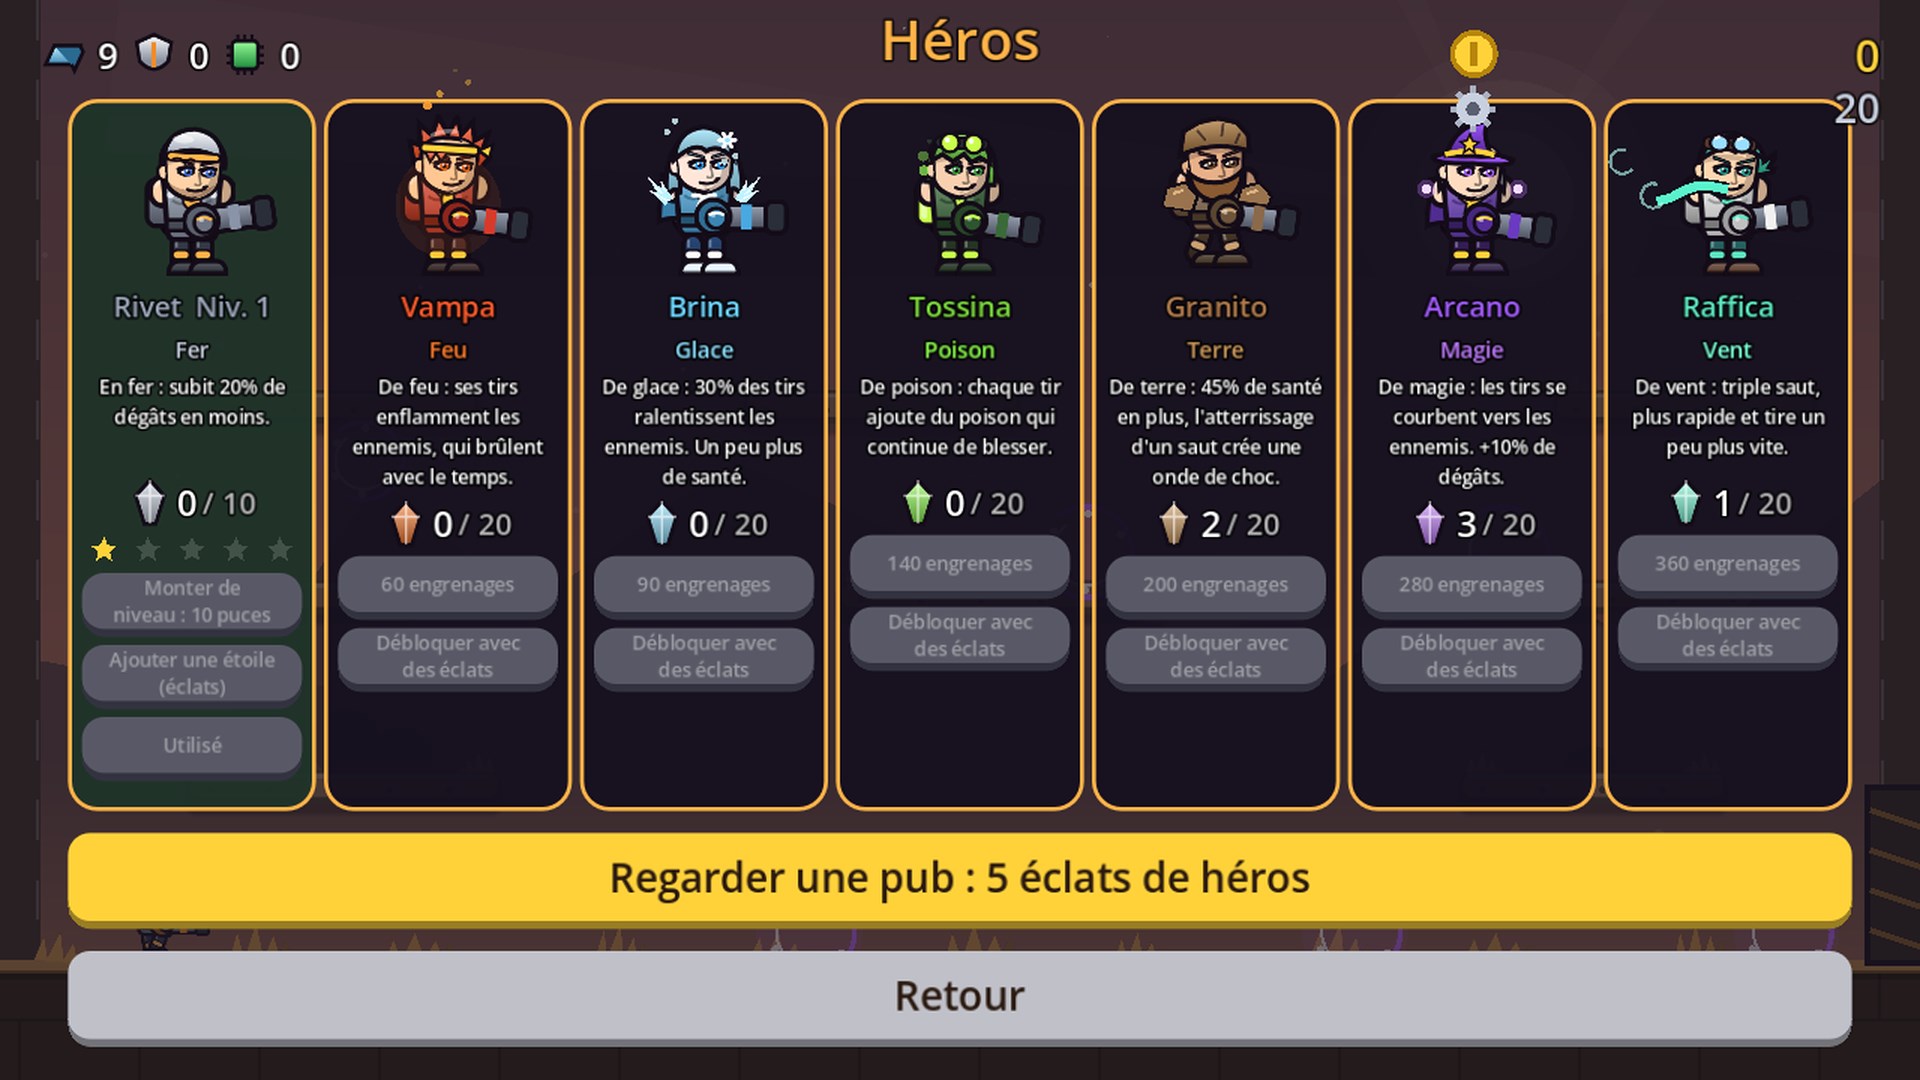 Héros
9 0 0
0
20
Rivet Niv. 1
Fer
En fer : subit 20% de
dégâts en moins.
0 / 10
Monter de
niveau : 10 puces
Ajouter une étoile
(éclats)
Utilisé
Vampa
Feu
De feu : ses tirs
enflamment les
ennemis, qui brûlent
avec le temps.
0 / 20
60 engrenages
Débloquer avec
des éclats
Brina
Glace
De glace : 30% des tirs
ralentissent les
ennemis. Un peu plus
de santé.
0 / 20
90 engrenages
Débloquer avec
des éclats
Tossina
Poison
De poison : chaque tir
ajoute du poison qui
continue de blesser.
0 / 20
140 engrenages
Débloquer avec
des éclats
Granito
Terre
De terre : 45% de santé
en plus, l'atterrissage
d'un saut crée une
onde de choc.
2 / 20
200 engrenages
Débloquer avec
des éclats
Arcano
Magie
De magie : les tirs se
courbent vers les
ennemis. +10% de
dégâts.
3 / 20
280 engrenages
Débloquer avec
des éclats
Raffica
Vent
De vent : triple saut,
plus rapide et tire un
peu plus vite.
1 / 20
360 engrenages
Débloquer avec
des éclats
Regarder une pub : 5 éclats de héros
Retour